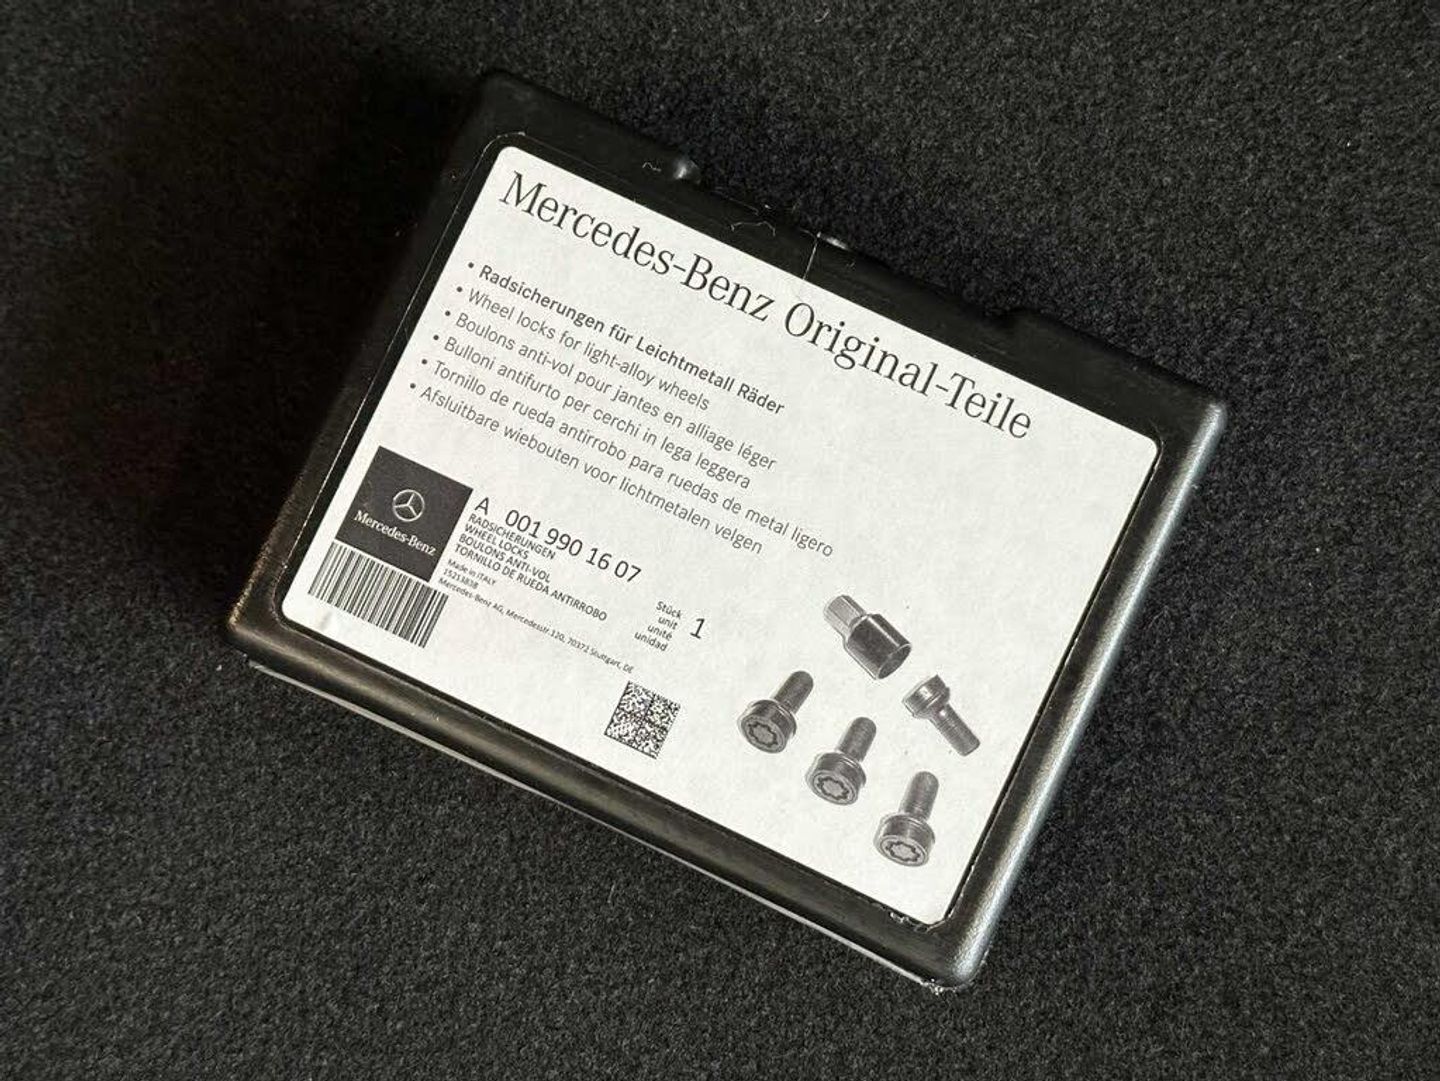 Mercedes-Benz Original-Teile
• Radsicherungen für Leichtmetall Räder
• Wheel locks for light-alloy wheels
• Boulons anti-vol pour jantes en alliage léger
• Bulloni antifurto per cerchi in lega leggera
• Tornillo de rueda antirrobo para ruedas de metal ligero
• Afsluitbare wiebouten voor lichtmetalen velgen
Mercedes-Benz
A 001 990 16 07
RADSICHERUNGEN
WHEEL LOCKS
BOULONS ANTI-VOL
TORNILLO DE RUEDA ANTIRROBO
Made in ITALY
15213838
Mercedes-Benz AG, Mercedesstr.120, 70372 Stuttgart, DE
Stück
unit
unité
unidad
1